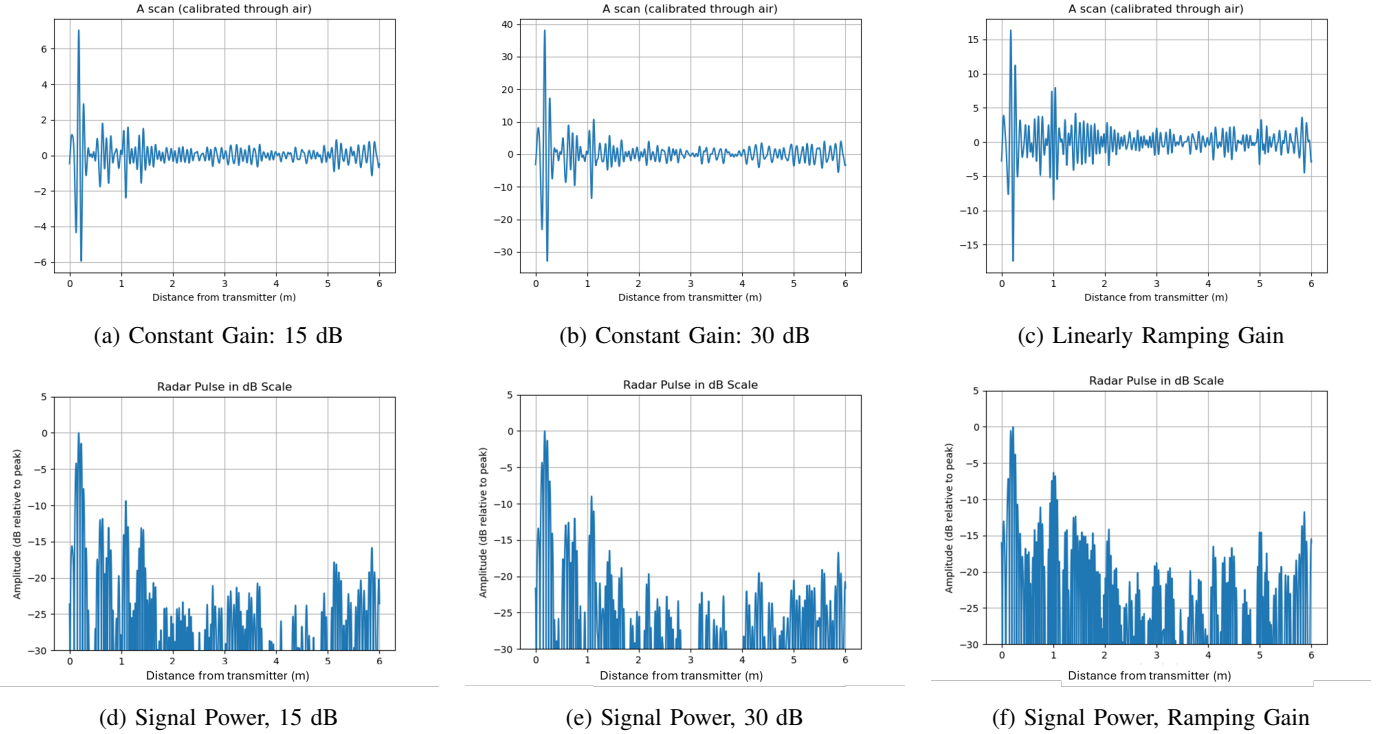 A scan (calibrated through air)
6
4
2
0
−2
−4
−6
0 1 2 3 4 5 6
Distance from transmitter (m)
(a) Constant Gain: 15 dB
A scan (calibrated through air)
40
30
20
10
0
−10
−20
−30
0 1 2 3 4 5 6
Distance from transmitter (m)
(b) Constant Gain: 30 dB
A scan (calibrated through air)
15
10
5
0
−5
−10
−15
0 1 2 3 4 5 6
Distance from transmitter (m)
(c) Linearly Ramping Gain
Radar Pulse in dB Scale
Amplitude (dB relative to peak)
5
0
−5
−10
−15
−20
−25
−30
0 1 2 3 4 5 6
Distance from transmitter (m)
(d) Signal Power, 15 dB
Radar Pulse in dB Scale
Amplitude (dB relative to peak)
5
0
−5
−10
−15
−20
−25
−30
0 1 2 3 4 5 6
Distance from transmitter (m)
(e) Signal Power, 30 dB
Radar Pulse in dB Scale
Amplitude (dB relative to peak)
5
0
−5
−10
−15
−20
−25
−30
0 1 2 3 4 5 6
Distance from transmitter (m)
(f) Signal Power, Ramping Gain